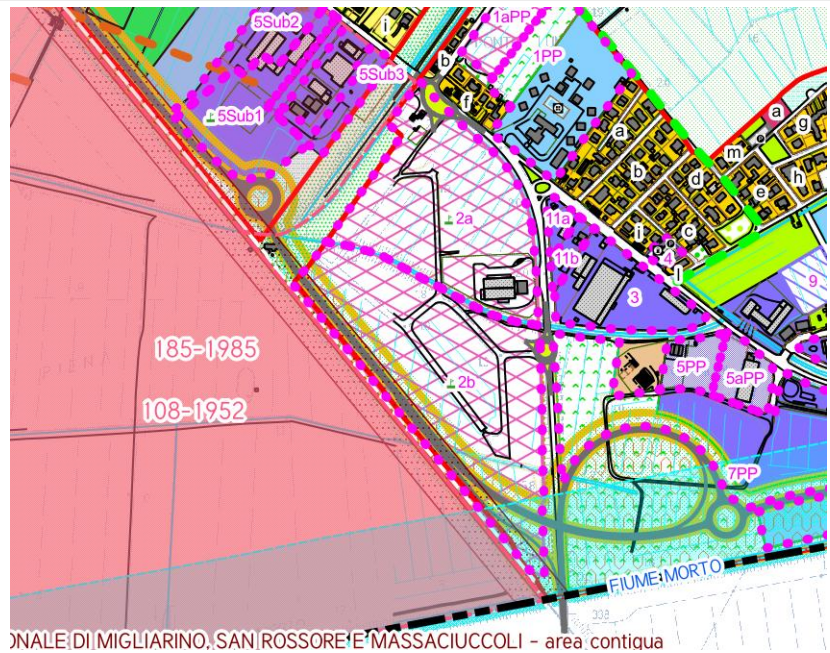 5Sub2
i
1aPP
1PP
b
f
5Sub3
5Sub1
a
g
m
a
b
d
e
h
2a
11a
i
c
4
l
11b
3
9
185-1985
108-1952
2b
5PP
5aPP
7PP
FIUME MORTO
ONALE DI MIGLIARINO, SAN ROSSORE E MASSACIUCCOLI - area contigua